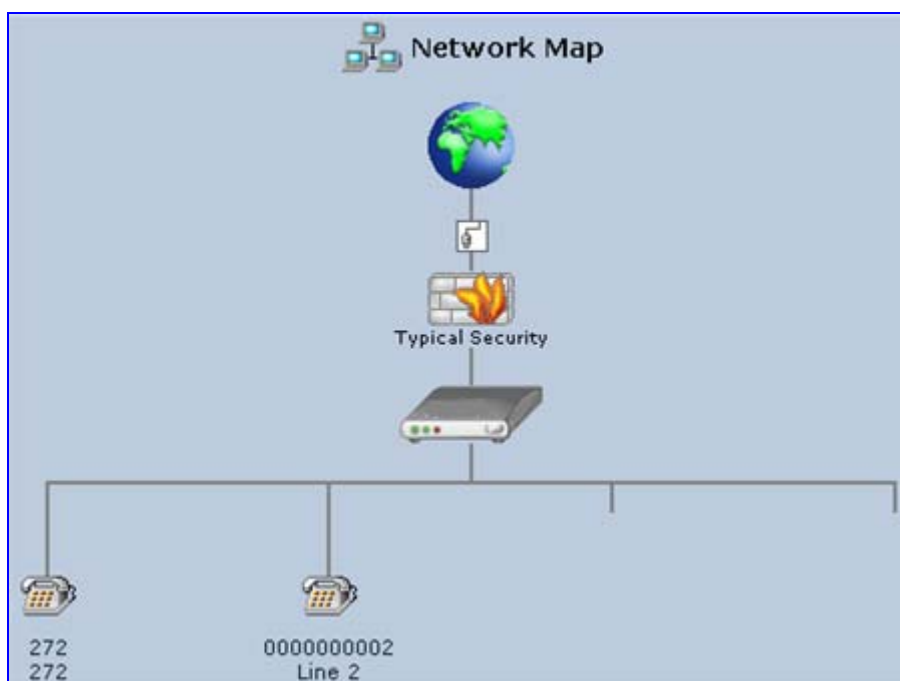 Network Map
Typical Security
272
272
0000000002
Line 2